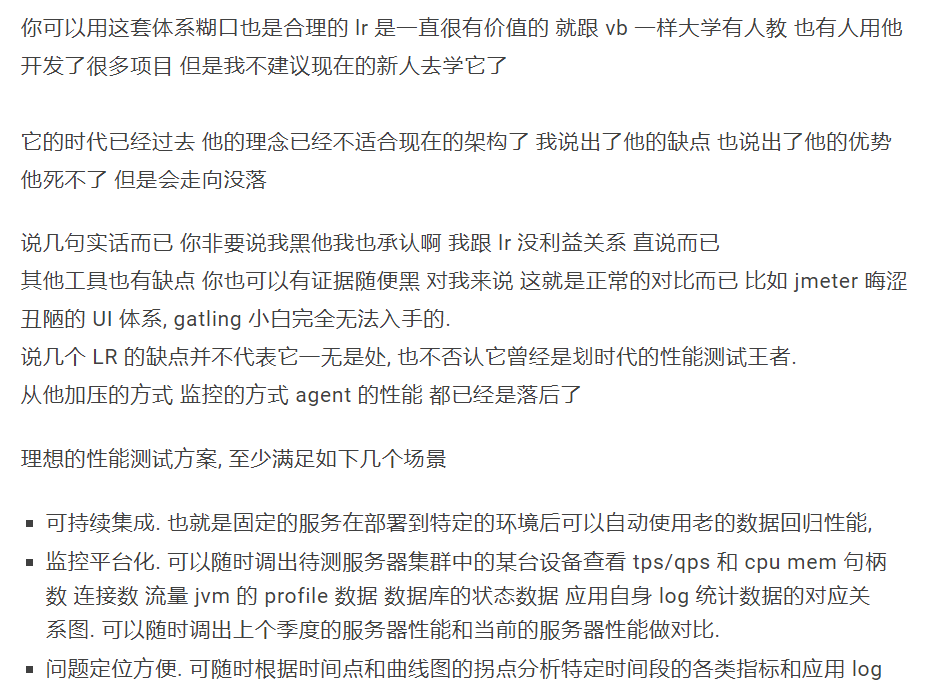 你可以用这套体系糊口也是合理的 lr 是一直很有价值的 就跟 vb 一样大学有人教 也有人用他
开发了很多项目 但是我不建议现在的新人去学它了
它的时代已经过去 他的理念已经不适合现在的架构了 我说出了他的缺点 也说出了他的优势
他死不了 但是会走向没落
说几句实话而已 你非要说我黑他我也承认啊 我跟 lr 没利益关系 直说而已
其他工具也有缺点 你也可以有证据随便黑 对我来说 这就是正常的对比而已 比如 jmeter 晦涩
丑陋的 UI 体系, gatling 小白完全无法入手的.
说几个 LR 的缺点并不代表它一无是处, 也不否认它曾经是划时代的性能测试王者.
从他加压的方式 监控的方式 agent 的性能 都已经是落后了
理想的性能测试方案, 至少满足如下几个场景
▪ 可持续集成. 也就是固定的服务在部署到特定的环境后可以自动使用老的数据回归性能,
▪ 监控平台化. 可以随时调出待测服务器集群中的某台设备查看 tps/qps 和 cpu mem 句柄
数 连接数 流量 jvm 的 profile 数据 数据库的状态数据 应用自身 log 统计数据的对应关
系图. 可以随时调出上个季度的服务器性能和当前的服务器性能做对比.
▪ 问题定位方便. 可随时根据时间点和曲线图的拐点分析特定时间段的各类指标和应用 log